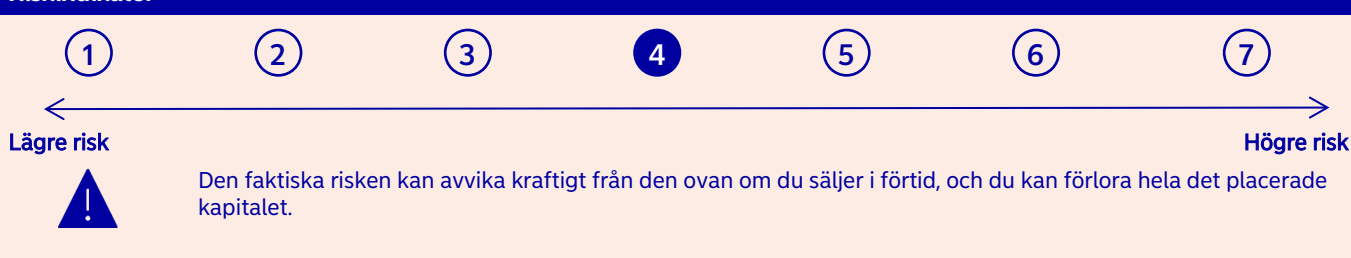 1 2 3 4 5 6 7
Lägre risk Högre risk
Den faktiska risken kan avvika kraftigt från den ovan om du säljer i förtid, och du kan förlora hela det placerade
kapitalet.